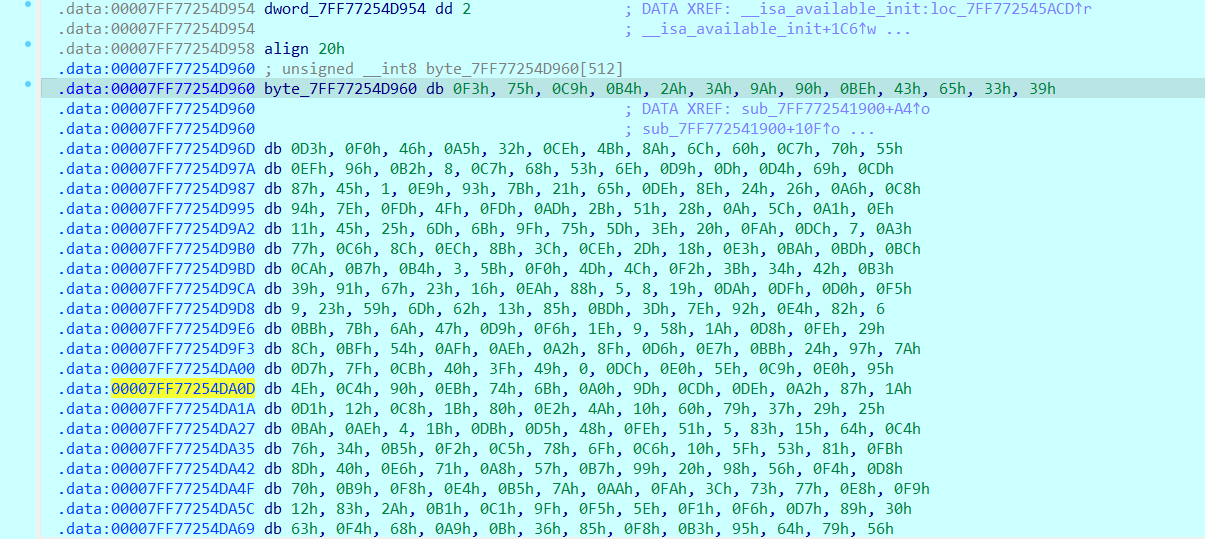 .data:00007FF77254D954 dword_7FF77254D954 dd 2 ; DATA XREF: __isa_available_init:loc_7FF772545ACD↑r
.data:00007FF77254D954 ; __isa_available_init+1C6↑w ...
.data:00007FF77254D958 align 20h
.data:00007FF77254D960 ; unsigned __int8 byte_7FF77254D960[512]
.data:00007FF77254D960 byte_7FF77254D960 db 0F3h, 75h, 0C9h, 0B4h, 2Ah, 3Ah, 9Ah, 90h, 0BEh, 43h, 65h, 33h, 39h
.data:00007FF77254D960 ; DATA XREF: sub_7FF772541900+A4↑o
.data:00007FF77254D960 ; sub_7FF772541900+10F↑o ...
.data:00007FF77254D96D db 0D3h, 0F0h, 46h, 0A5h, 32h, 0CEh, 4Bh, 8Ah, 6Ch, 60h, 0C7h, 70h, 55h
.data:00007FF77254D97A db 0EFh, 96h, 0B2h, 8, 0C7h, 68h, 53h, 6Eh, 0D9h, 0Dh, 0D4h, 69h, 0CDh
.data:00007FF77254D987 db 87h, 45h, 1, 0E9h, 93h, 7Bh, 21h, 65h, 0DEh, 8Eh, 24h, 26h, 0A6h, 0C8h
.data:00007FF77254D995 db 94h, 7Eh, 0FDh, 4Fh, 0FDh, 0ADh, 2Bh, 51h, 28h, 0Ah, 5Ch, 0A1h, 0Eh
.data:00007FF77254D9A2 db 11h, 45h, 25h, 6Dh, 6Bh, 9Fh, 75h, 5Dh, 3Eh, 20h, 0FAh, 0DCh, 7, 0A3h
.data:00007FF77254D9B0 db 77h, 0C6h, 8Ch, 0ECh, 8Bh, 3Ch, 0CEh, 2Dh, 18h, 0E3h, 0BAh, 0BDh, 0BCh
.data:00007FF77254D9BD db 0CAh, 0B7h, 0B4h, 3, 5Bh, 0F0h, 4Dh, 4Ch, 0F2h, 3Bh, 34h, 42h, 0B3h
.data:00007FF77254D9CA db 39h, 91h, 67h, 23h, 16h, 0EAh, 88h, 5, 8, 19h, 0DAh, 0DFh, 0D0h, 0F5h
.data:00007FF77254D9D8 db 9, 23h, 59h, 6Dh, 62h, 13h, 85h, 0BDh, 3Dh, 7Eh, 92h, 0E4h, 82h, 6
.data:00007FF77254D9E6 db 0BBh, 7Bh, 6Ah, 47h, 0D9h, 0F6h, 1Eh, 9, 58h, 1Ah, 0D8h, 0FEh, 29h
.data:00007FF77254D9F3 db 8Ch, 0BFh, 54h, 0AFh, 0AEh, 0A2h, 8Fh, 0D6h, 0E7h, 0BBh, 24h, 97h, 7Ah
.data:00007FF77254DA00 db 0D7h, 7Fh, 0CBh, 40h, 3Fh, 49h, 0, 0DCh, 0E0h, 5Eh, 0C9h, 0E0h, 95h
.data:00007FF77254DA0D db 4Eh, 0C4h, 90h, 0EBh, 74h, 6Bh, 0A0h, 9Dh, 0CDh, 0DEh, 0A2h, 87h, 1Ah
.data:00007FF77254DA1A db 0D1h, 12h, 0C8h, 1Bh, 80h, 0E2h, 4Ah, 10h, 60h, 79h, 37h, 29h, 25h
.data:00007FF77254DA27 db 0BAh, 0AEh, 4, 1Bh, 0DBh, 0D5h, 48h, 0FEh, 51h, 5, 83h, 15h, 64h, 0C4h
.data:00007FF77254DA35 db 76h, 34h, 0B5h, 0F2h, 0C5h, 78h, 6Fh, 0C6h, 10h, 5Fh, 53h, 81h, 0FBh
.data:00007FF77254DA42 db 8Dh, 40h, 0E6h, 71h, 0A8h, 57h, 0B7h, 99h, 20h, 98h, 56h, 0F4h, 0D8h
.data:00007FF77254DA4F db 70h, 0B9h, 0F8h, 0E4h, 0B5h, 7Ah, 0AAh, 0FAh, 3Ch, 73h, 77h, 0E8h, 0F9h
.data:00007FF77254DA5C db 12h, 83h, 2Ah, 0B1h, 0C1h, 9Fh, 0F5h, 5Eh, 0F1h, 0F6h, 0D7h, 89h, 30h
.data:00007FF77254DA69 db 63h, 0F4h, 68h, 0A9h, 0Bh, 36h, 85h, 0F8h, 0B3h, 95h, 64h, 79h, 56h